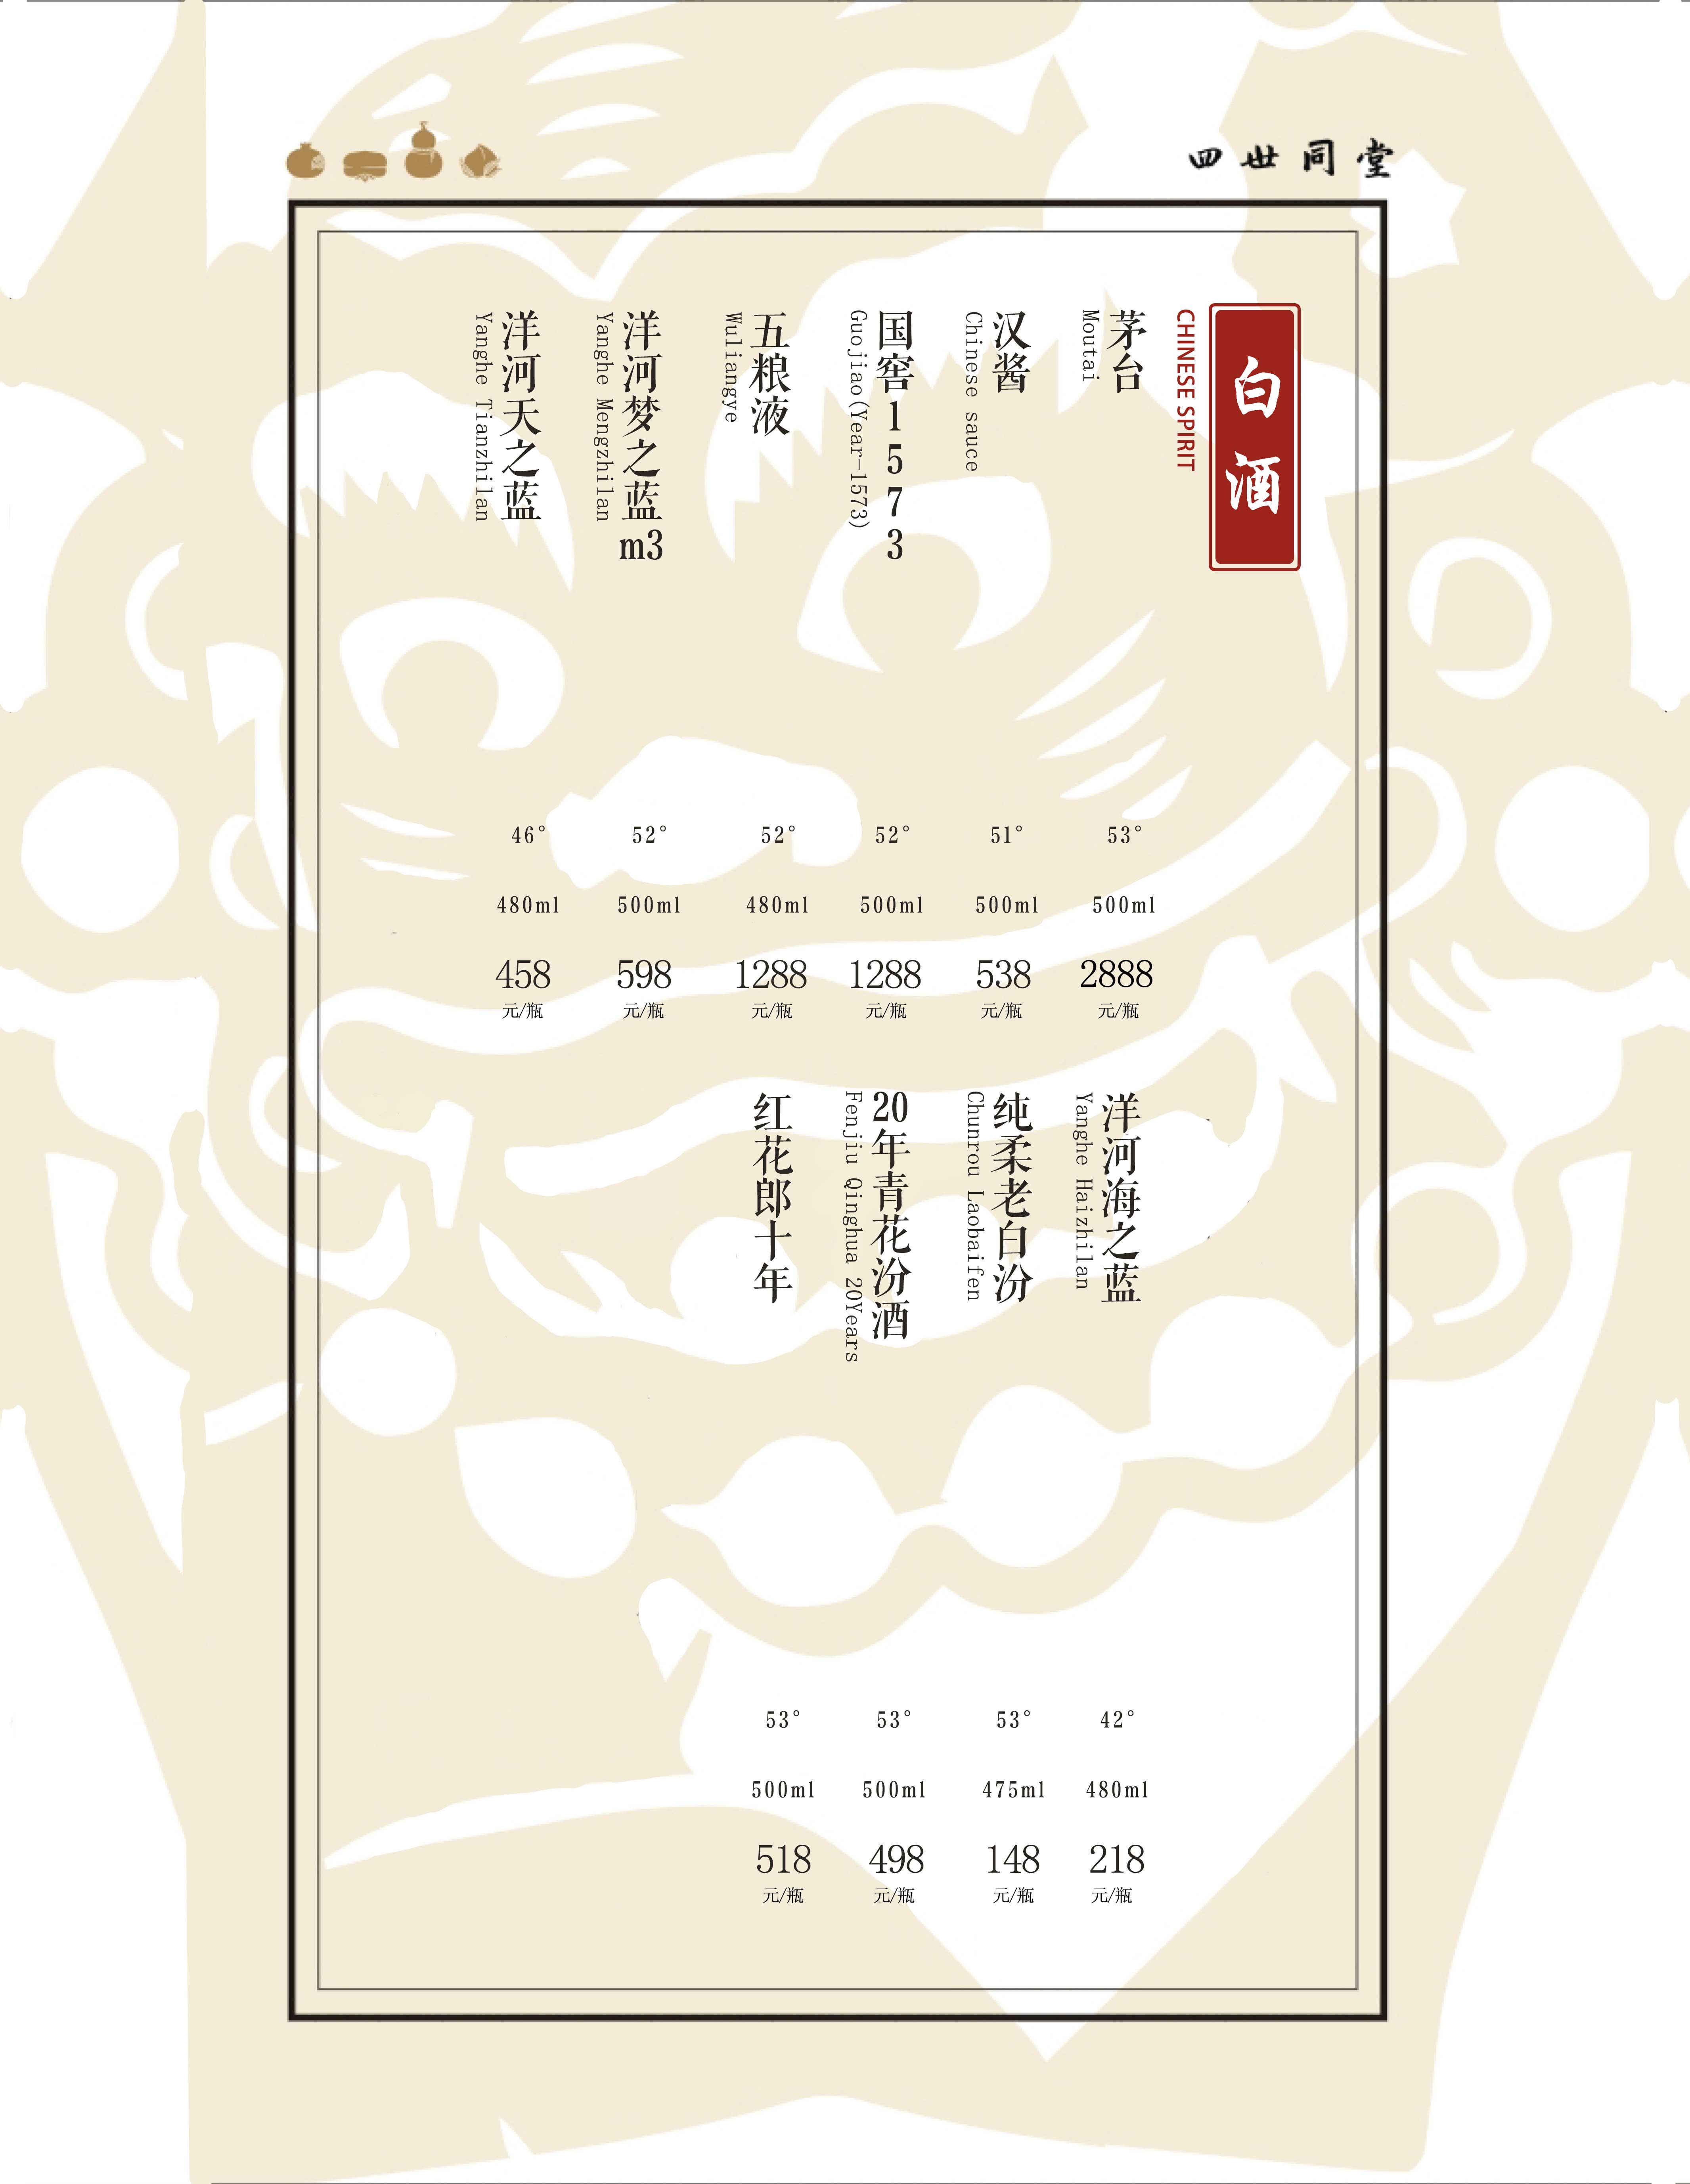 四世同堂
白酒
CHINESE SPIRIT
茅台
Moutai
53°
500ml
2888
元/瓶
汉酱
Chinese sauce
51°
500ml
538
元/瓶
国窖1573
Guojiao(Year-1573)
52°
500ml
1288
元/瓶
五粮液
Wuliangye
52°
480ml
1288
元/瓶
洋河梦之蓝m3
Yanghe Mengzhilan
52°
500ml
598
元/瓶
洋河天之蓝
Yanghe Tianzhilan
46°
480ml
458
元/瓶
洋河海之蓝
Yanghe Haizhilan
42°
480ml
218
元/瓶
纯柔老白汾
Chunrou Laobaifen
53°
475ml
148
元/瓶
20年青花汾酒
Fenjiu Qinghua 20Years
53°
500ml
498
元/瓶
红花郎十年
53°
500ml
518
元/瓶